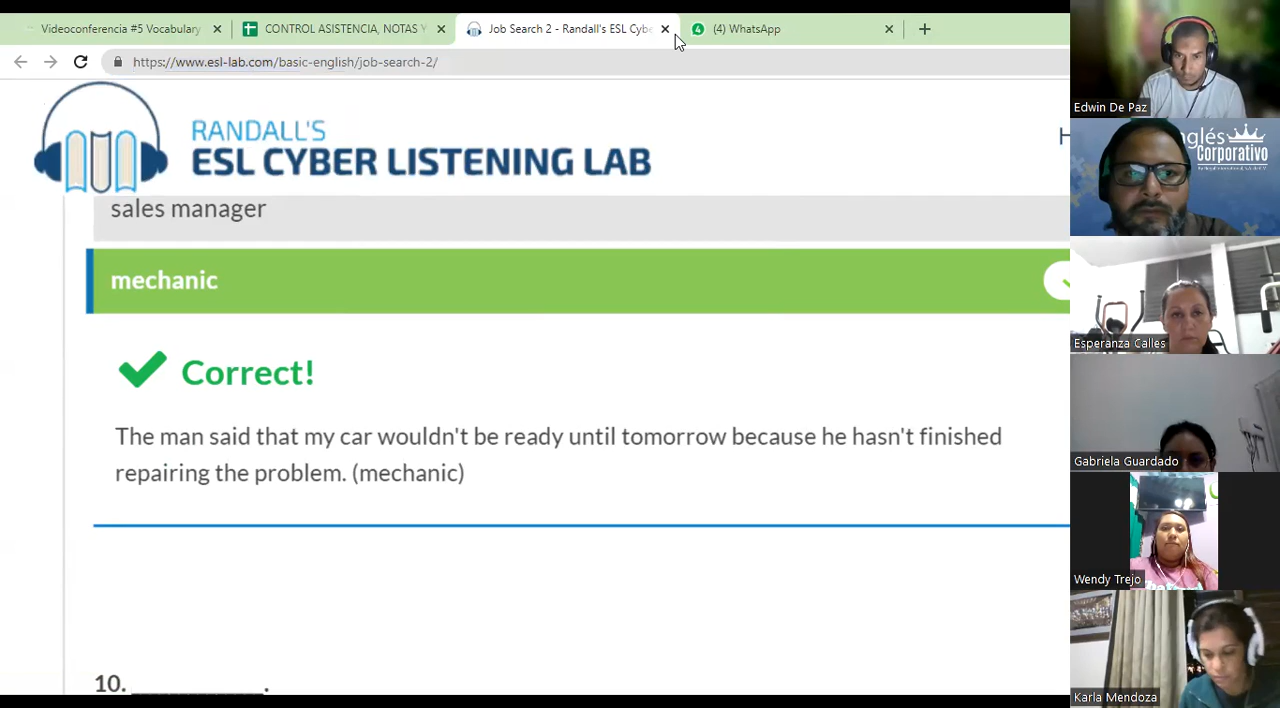 Videoconferencia #5 Vocabulary
CONTROL ASISTENCIA, NOTAS Y
Job Search 2 - Randall's ESL Cybe
4
(4) WhatsApp
https://www.esl-lab.com/basic-english/job-search-2/
RANDALL'S
ESL CYBER LISTENING LAB
H
sales manager
mechanic
Correct!
The man said that my car wouldn't be ready until tomorrow because he hasn't finished
repairing the problem. (mechanic)
10. ____________.
Edwin De Paz
nglés
Corporativo
Esperanza Calles
Gabriela Guardado
Wendy Trejo
Karla Mendoza